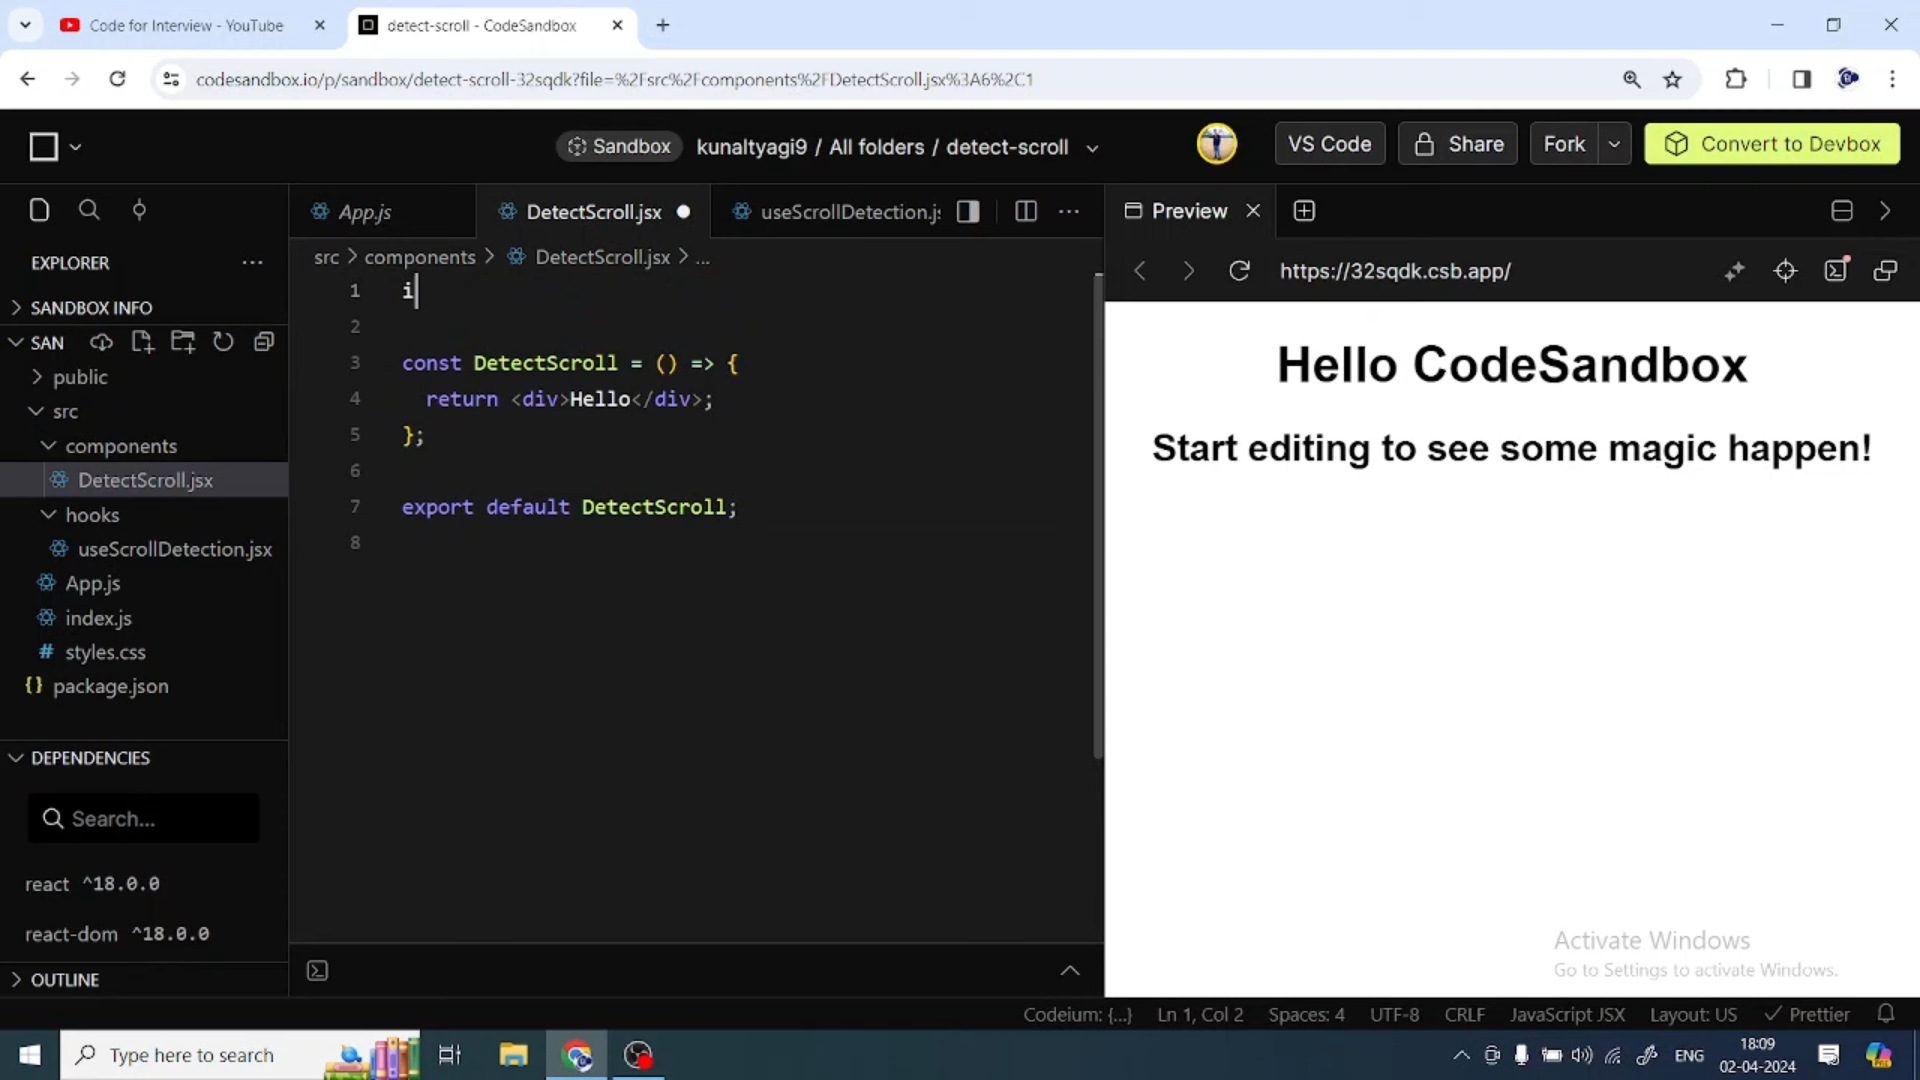 Code for Interview - YouTube
detect-scroll - CodeSandbox
codesandbox.io/p/sandbox/detect-scroll-32sqdk?file=%2Fsrc%2Fcomponents%2FDetectScroll.jsx%3A6%2C1
Sandbox kunaltyagi9 / All folders / detect-scroll
VS Code Share Fork Convert to Devbox
EXPLORER
SANDBOX INFO
SAN
public
src
components
DetectScroll.jsx
hooks
useScrollDetection.jsx
App.js
index.js
styles.css
package.json
DEPENDENCIES
Search...
react ^18.0.0
react-dom ^18.0.0
OUTLINE
App.js DetectScroll.jsx useScrollDetection.js
src > components > DetectScroll.jsx > ...
1 i
2
3 const DetectScroll = () => {
4 return <div>Hello</div>;
5 };
6
7 export default DetectScroll;
8
Preview
https://32sqdk.csb.app/
Hello CodeSandbox
Start editing to see some magic happen!
Activate Windows
Go to Settings to activate Windows.
Codeium: {...} Ln 1, Col 2 Spaces: 4 UTF-8 CRLF JavaScript JSX Layout: US Prettier
Type here to search
ENG
18:09
02-04-2024